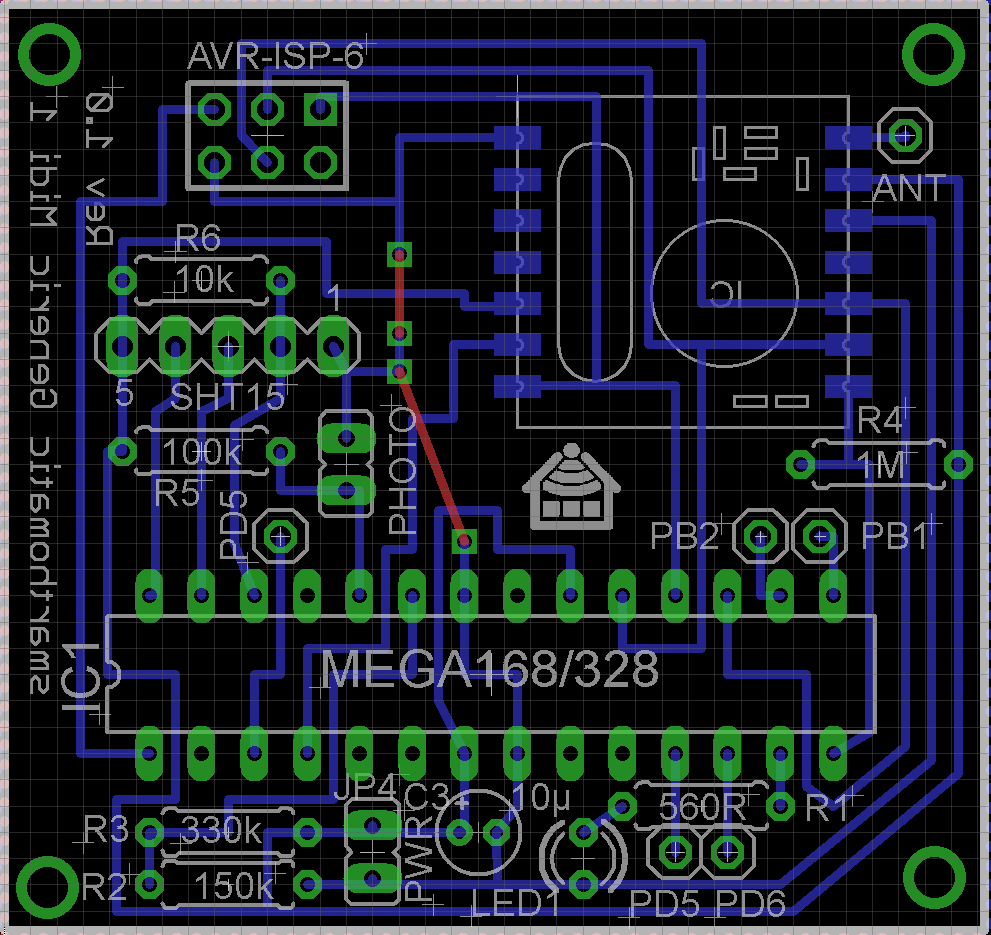 AVR-ISP-6
Rev 1.0
smarthomatic Generic Midi 1
ANT
R6
10k
1
IC
5
SHT15
PHOTO
R4
1M
100k
R5
PD5
PB2
PB1
IC1
MEGA168/328
JP4
C3+
10µ
560R
R1
R3
330k
PWR
R2
150k
LED1
PD5
PD6